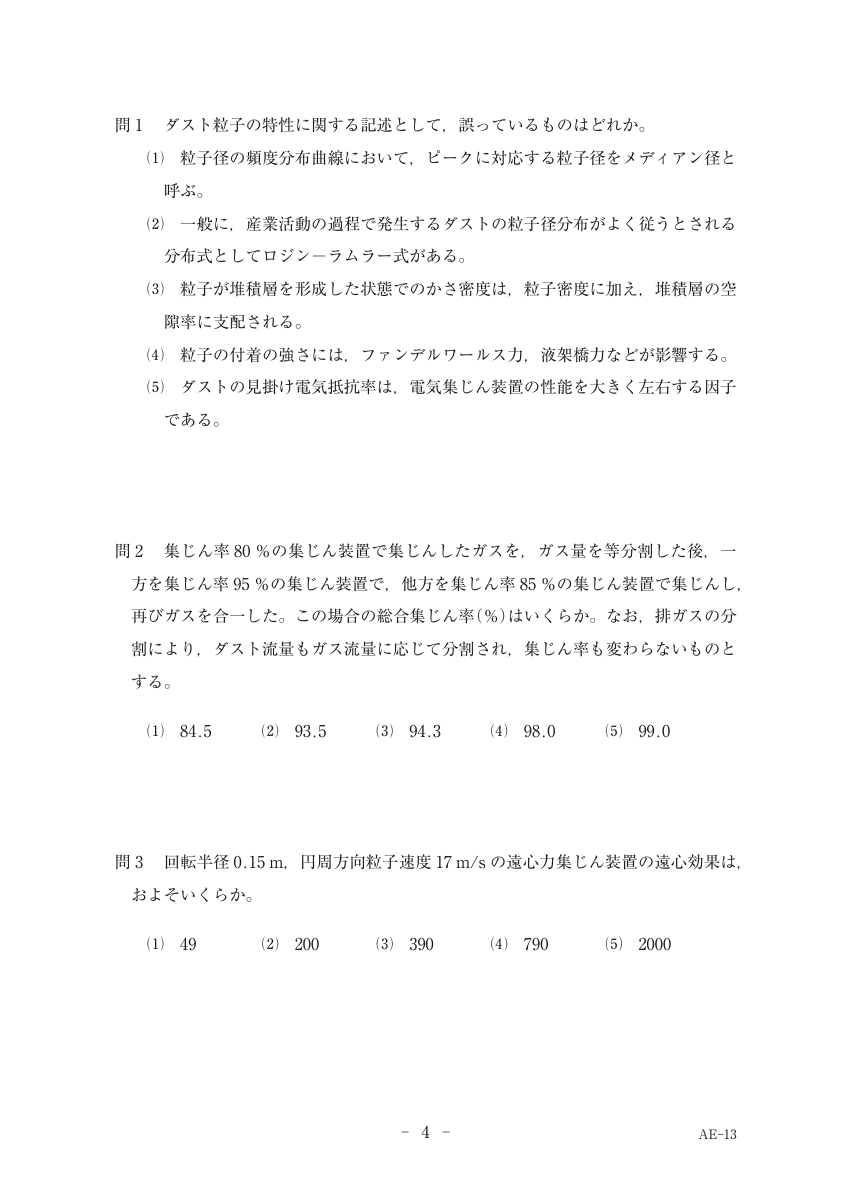 問1　ダスト粒子の特性に関する記述として，誤っているものはどれか。
⑴　粒子径の頻度分布曲線において，ピークに対応する粒子径をメディアン径と
呼ぶ。
⑵　一般に，産業活動の過程で発生するダストの粒子径分布がよく従うとされる
分布式としてロジン－ラムラー式がある。
⑶　粒子が堆積層を形成した状態でのかさ密度は，粒子密度に加え，堆積層の空
隙率に支配される。
⑷　粒子の付着の強さには，ファンデルワールス力，液架橋力などが影響する。
⑸　ダストの見掛け電気抵抗率は，電気集じん装置の性能を大きく左右する因子
である。
問2　集じん率 80 %の集じん装置で集じんしたガスを，ガス量を等分割した後，一
方を集じん率 95 %の集じん装置で，他方を集じん率 85 %の集じん装置で集じんし，
再びガスを合一した。この場合の総合集じん率(%)はいくらか。なお，排ガスの分
割により，ダスト流量もガス流量に応じて分割され，集じん率も変わらないものと
する。
⑴　84.5　⑵　93.5　⑶　94.3　⑷　98.0　⑸　99.0
問3　回転半径 0.15 m，円周方向粒子速度 17 m/s の遠心力集じん装置の遠心効果は，
およそいくらか。
⑴　49　⑵　200　⑶　390　⑷　790　⑸　2000
－ 4 －
AE-13